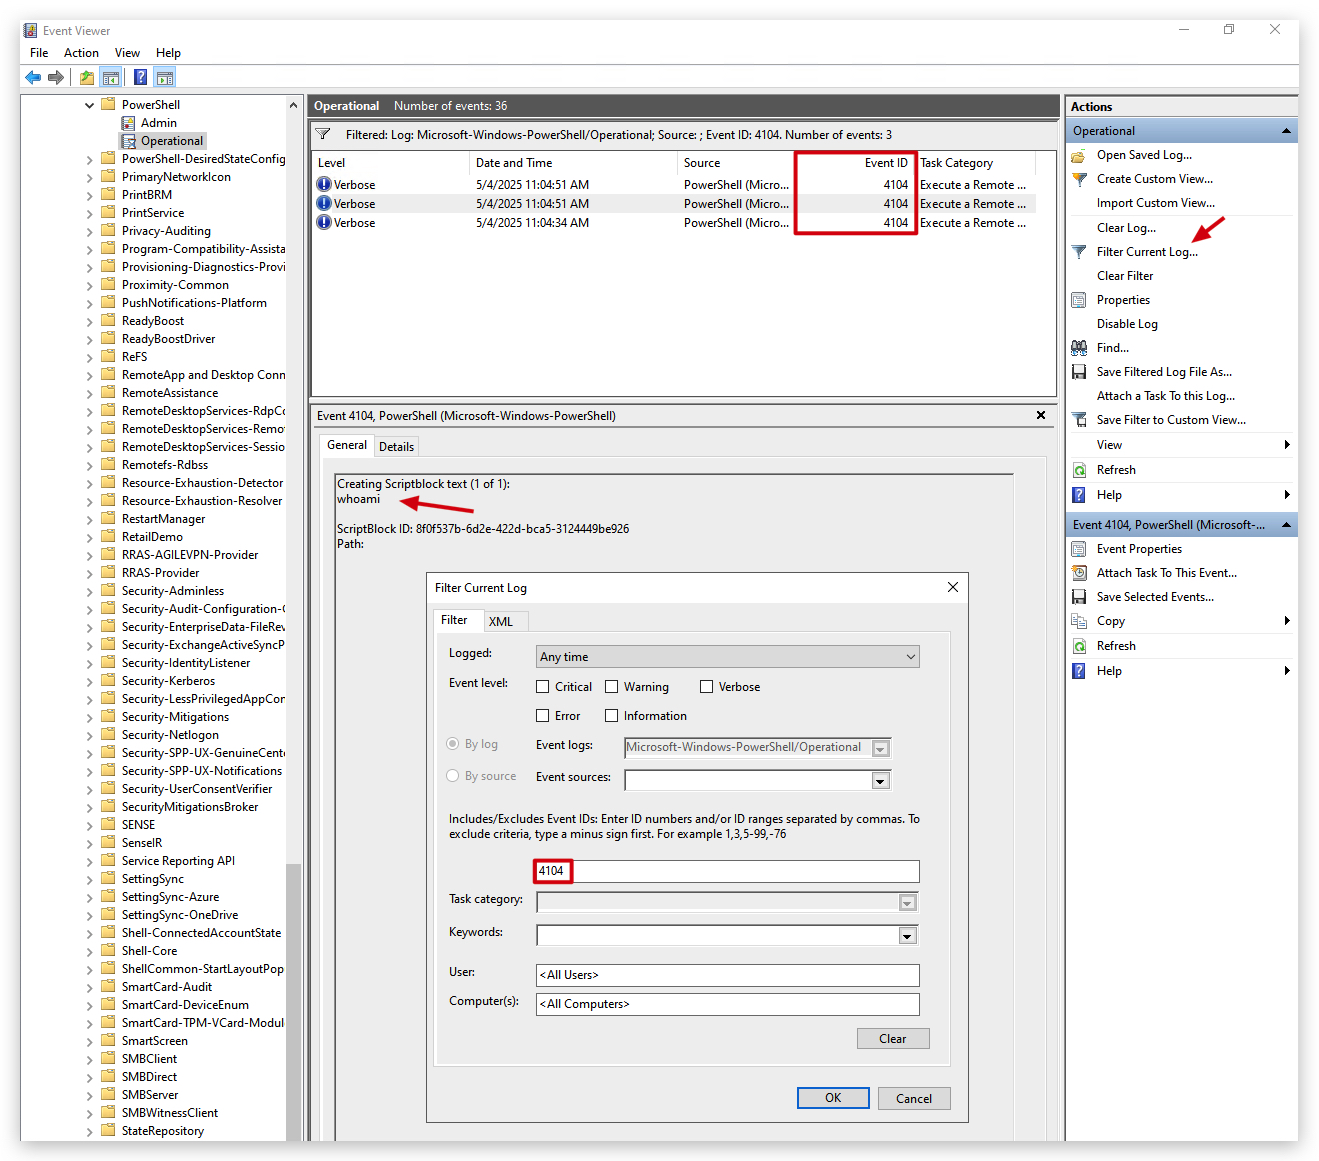 Event Viewer
File Action View Help
PowerShell
Admin
Operational
PowerShell-DesiredStateConfig
PrimaryNetworkIcon
PrintBRM
PrintService
Privacy-Auditing
Program-Compatibility-Assista
Provisioning-Diagnostics-Provi
Proximity-Common
PushNotifications-Platform
ReadyBoost
ReadyBoostDriver
ReFS
RemoteApp and Desktop Conn
RemoteAssistance
RemoteDesktopServices-RdpCo
RemoteDesktopServices-Remot
RemoteDesktopServices-Sessio
Remotefs-Rdbss
Resource-Exhaustion-Detector
Resource-Exhaustion-Resolver
RestartManager
RetailDemo
RRAS-AGILEVPN-Provider
RRAS-Provider
Security-Adminless
Security-Audit-Configuration-C
Security-EnterpriseData-FileRev
Security-ExchangeActiveSyncP
Security-IdentityListener
Security-Kerberos
Security-LessPrivilegedAppCon
Security-Mitigations
Security-Netlogon
Security-SPP-UX-GenuineCente
Security-SPP-UX-Notifications
Security-UserConsentVerifier
SecurityMitigationsBroker
SENSE
SenseIR
Service Reporting API
SettingSync
SettingSync-Azure
SettingSync-OneDrive
Shell-ConnectedAccountState
Shell-Core
ShellCommon-StartLayoutPop
SmartCard-Audit
SmartCard-DeviceEnum
SmartCard-TPM-VCard-Modul
SmartScreen
SMBClient
SMBDirect
SMBServer
SMBWitnessClient
StateRepository
Operational Number of events: 36
Filtered: Log: Microsoft-Windows-PowerShell/Operational; Source: ; Event ID: 4104. Number of events: 3
Level Date and Time Source Event ID Task Category
Verbose 5/4/2025 11:04:51 AM PowerShell (Micro... 4104 Execute a Remote ...
Verbose 5/4/2025 11:04:51 AM PowerShell (Micro... 4104 Execute a Remote ...
Verbose 5/4/2025 11:04:34 AM PowerShell (Micro... 4104 Execute a Remote ...
Event 4104, PowerShell (Microsoft-Windows-PowerShell)
General Details
Creating Scriptblock text (1 of 1):
whoami
ScriptBlock ID: 8f0f537b-6d2e-422d-bca5-3124449be926
Path:
Filter Current Log
Filter XML
Logged: Any time
Event level: Critical Warning Verbose
Error Information
By log Event logs: Microsoft-Windows-PowerShell/Operational
By source Event sources:
Includes/Excludes Event IDs: Enter ID numbers and/or ID ranges separated by commas. To
exclude criteria, type a minus sign first. For example 1,3,5-99,-76
4104
Task category:
Keywords:
User: <All Users>
Computer(s): <All Computers>
Clear
OK Cancel
Actions
Operational
Open Saved Log...
Create Custom View...
Import Custom View...
Clear Log...
Filter Current Log...
Clear Filter
Properties
Disable Log
Find...
Save Filtered Log File As...
Attach a Task To this Log...
Save Filter to Custom View...
View
Refresh
Help
Event 4104, PowerShell (Microsoft-...
Event Properties
Attach Task To This Event...
Save Selected Events...
Copy
Refresh
Help